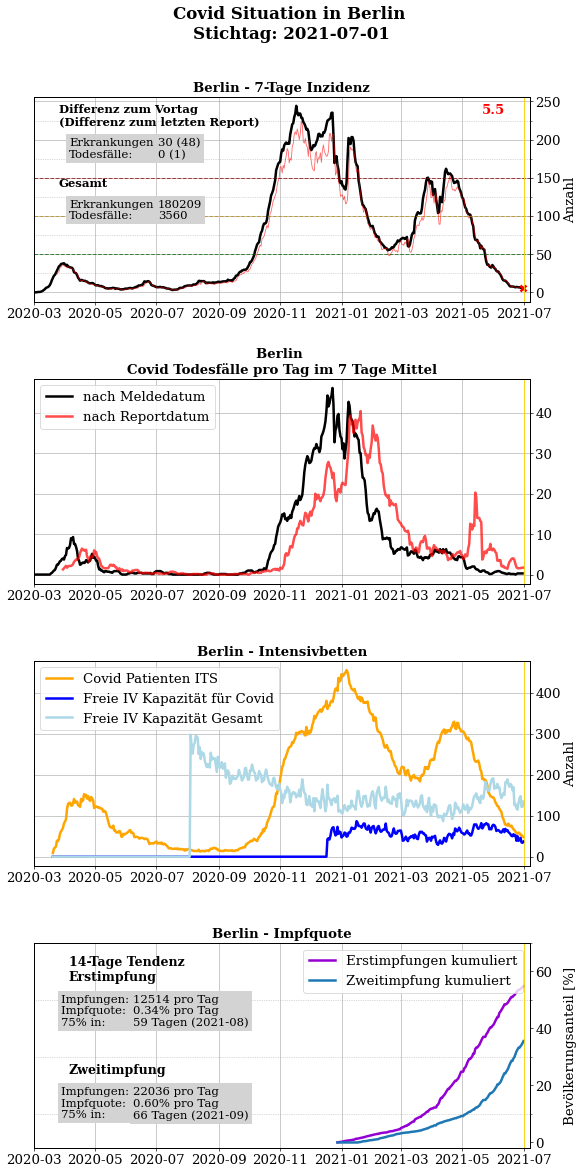 Covid Situation in Berlin
Stichtag: 2021-07-01
Berlin - 7-Tage Inzidenz
Differenz zum Vortag
(Differenz zum letzten Report)
Erkrankungen 30 (48)
Todesfälle: 0 (1)
Gesamt
Erkrankungen 180209
Todesfälle: 3560
5.5
250
200
150
100
50
0
Anzahl
2020-03 2020-05 2020-07 2020-09 2020-11 2021-01 2021-03 2021-05 2021-07
Berlin
Covid Todesfälle pro Tag im 7 Tage Mittel
nach Meldedatum
nach Reportdatum
40
30
20
10
0
2020-03 2020-05 2020-07 2020-09 2020-11 2021-01 2021-03 2021-05 2021-07
Berlin - Intensivbetten
Covid Patienten ITS
Freie IV Kapazität für Covid
Freie IV Kapazität Gesamt
400
300
200
100
0
Anzahl
2020-03 2020-05 2020-07 2020-09 2020-11 2021-01 2021-03 2021-05 2021-07
Berlin - Impfquote
14-Tage Tendenz
Erstimpfung
Impfungen: 12514 pro Tag
Impfquote: 0.34% pro Tag
75% in: 59 Tagen (2021-08)
Zweitimpfung
Impfungen: 22036 pro Tag
Impfquote: 0.60% pro Tag
75% in: 66 Tagen (2021-09)
Erstimpfungen kumuliert
Zweitimpfung kumuliert
60
40
20
0
Bevölkerungsanteil [%]
2020-03 2020-05 2020-07 2020-09 2020-11 2021-01 2021-03 2021-05 2021-07